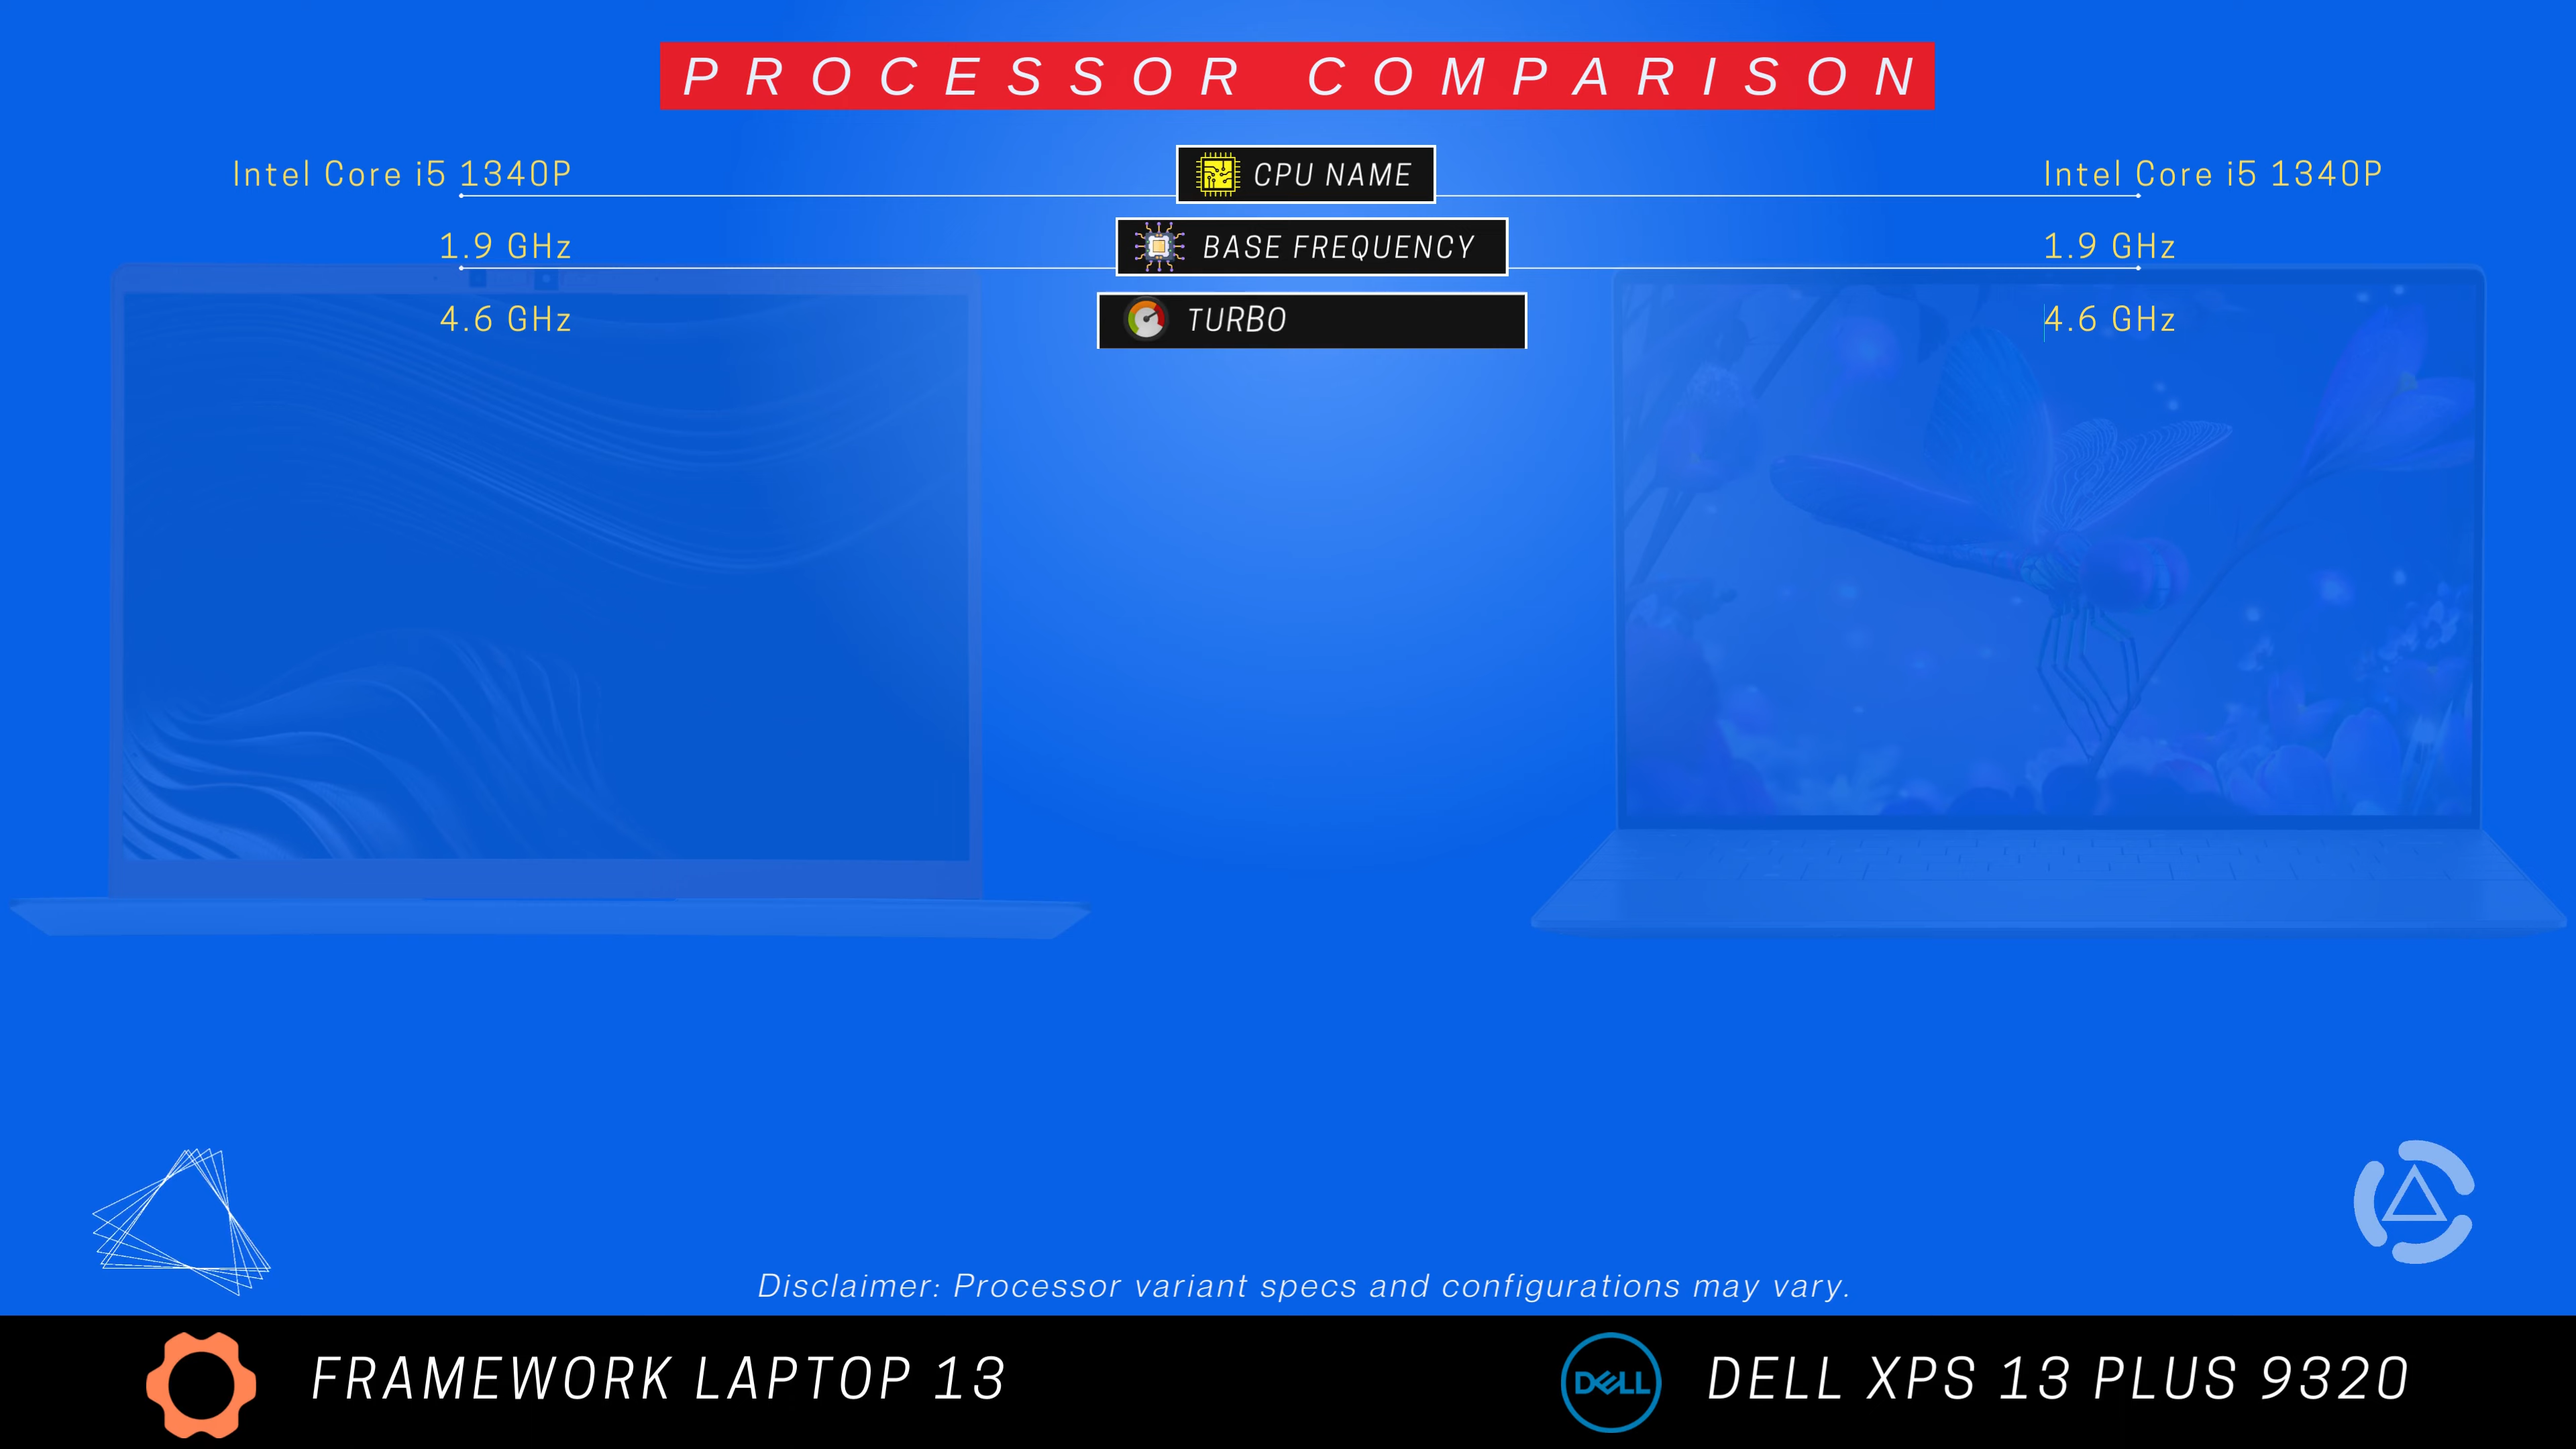 PROCESSOR COMPARISON
Intel Core i5 1340P CPU NAME Intel Core i5 1340P
1.9 GHz BASE FREQUENCY 1.9 GHz
4.6 GHz TURBO 4.6 GHz
Disclaimer: Processor variant specs and configurations may vary.
FRAMEWORK LAPTOP 13 DELL DELL XPS 13 PLUS 9320